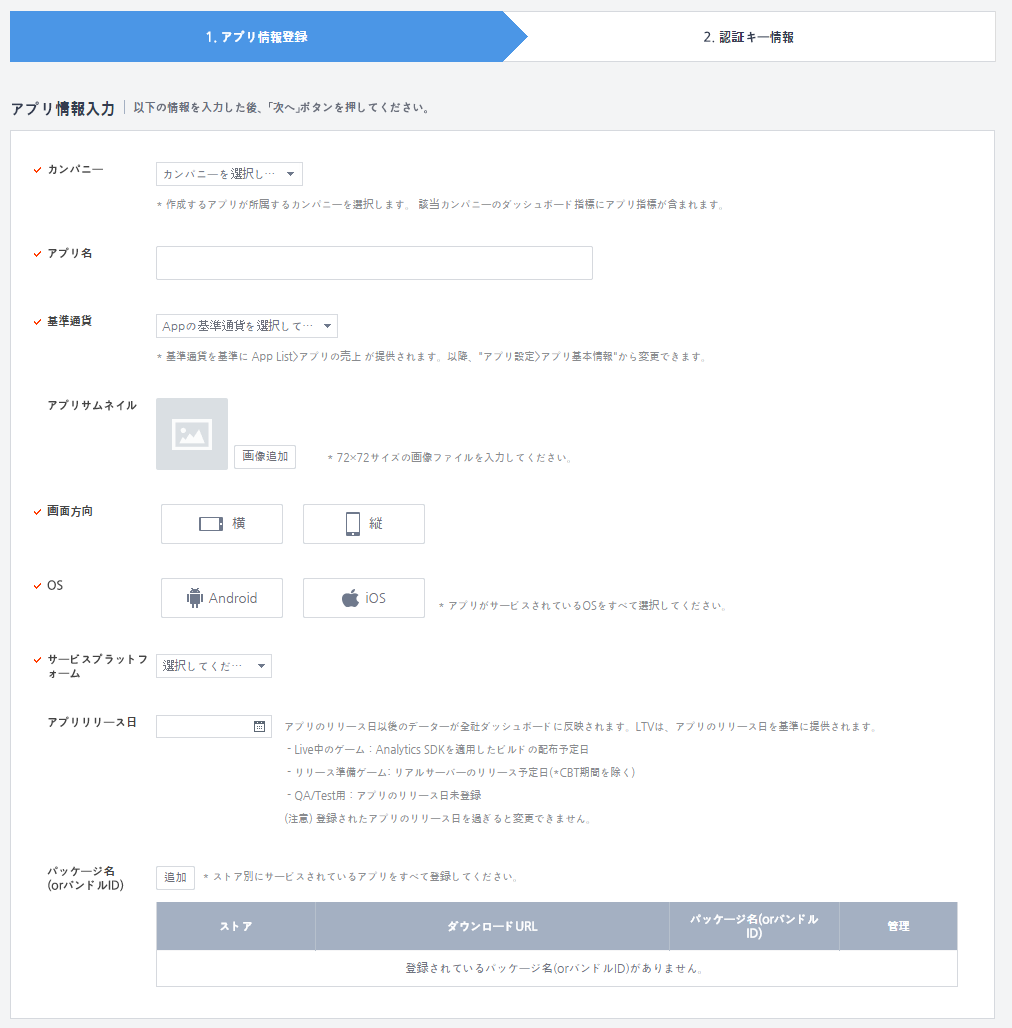 1. アプリ情報登録
2. 認証キー情報
アプリ情報入力 以下の情報を入力した後、「次へ」ボタンを押してください。
カンパニー
カンパニーを選択し…
* 作成するアプリが所属するカンパニーを選択します。 該当カンパニーのダッシュボード指標にアプリ指標が含まれます。
アプリ名
基準通貨
Appの基準通貨を選択して…
* 基準通貨を基準に App List>アプリの売上 が提供されます。以降、"アプリ設定>アプリ基本情報"から変更できます。
アプリサムネイル
画像追加
* 72×72サイズの画像ファイルを入力してください。
画面方向
横
縦
OS
Android
iOS
* アプリがサービスされているOSをすべて選択してください。
サービスプラットフ
ォーム
選択してくだ…
アプリリリース日
アプリのリリース日以後のデーターが全社ダッシュボードに反映されます。LTVは、アプリのリリース日を基準に提供されます。
- Live中のゲーム : Analytics SDKを適用したビルドの配布予定日
- リリース準備ゲーム: リアルサーバーのリリース予定日(*CBT期間を除く)
- QA/Test用 : アプリのリリース日未登録
(注意) 登録されたアプリのリリース日を過ぎると変更できません。
パッケージ名
(orバンドルID)
追加
* ストア別にサービスされているアプリをすべて登録してください。
ストア
ダウンロードURL
パッケージ名(orバンドル
ID)
管理
登録されているパッケージ名(orバンドルID)がありません。